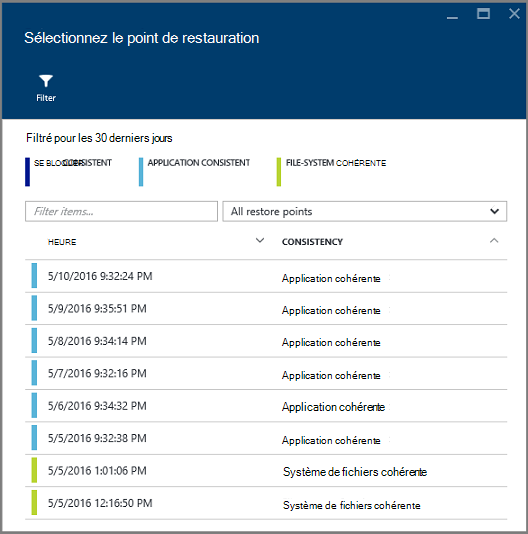 Sélectionnez le point de restauration
Filter
Filtré pour les 30 derniers jours
SE BLOQUER CONSISTENT APPLICATION CONSISTENT FILE-SYSTEM COHÉRENTE
Filter items... All restore points
HEURE CONSISTENCY
5/10/2016 9:32:24 PM Application cohérente
5/9/2016 9:35:51 PM Application cohérente
5/8/2016 9:34:14 PM Application cohérente
5/7/2016 9:32:16 PM Application cohérente
5/6/2016 9:34:32 PM Application cohérente
5/5/2016 9:32:38 PM Application cohérente
5/5/2016 1:01:06 PM Système de fichiers cohérente
5/5/2016 12:16:50 PM Système de fichiers cohérente